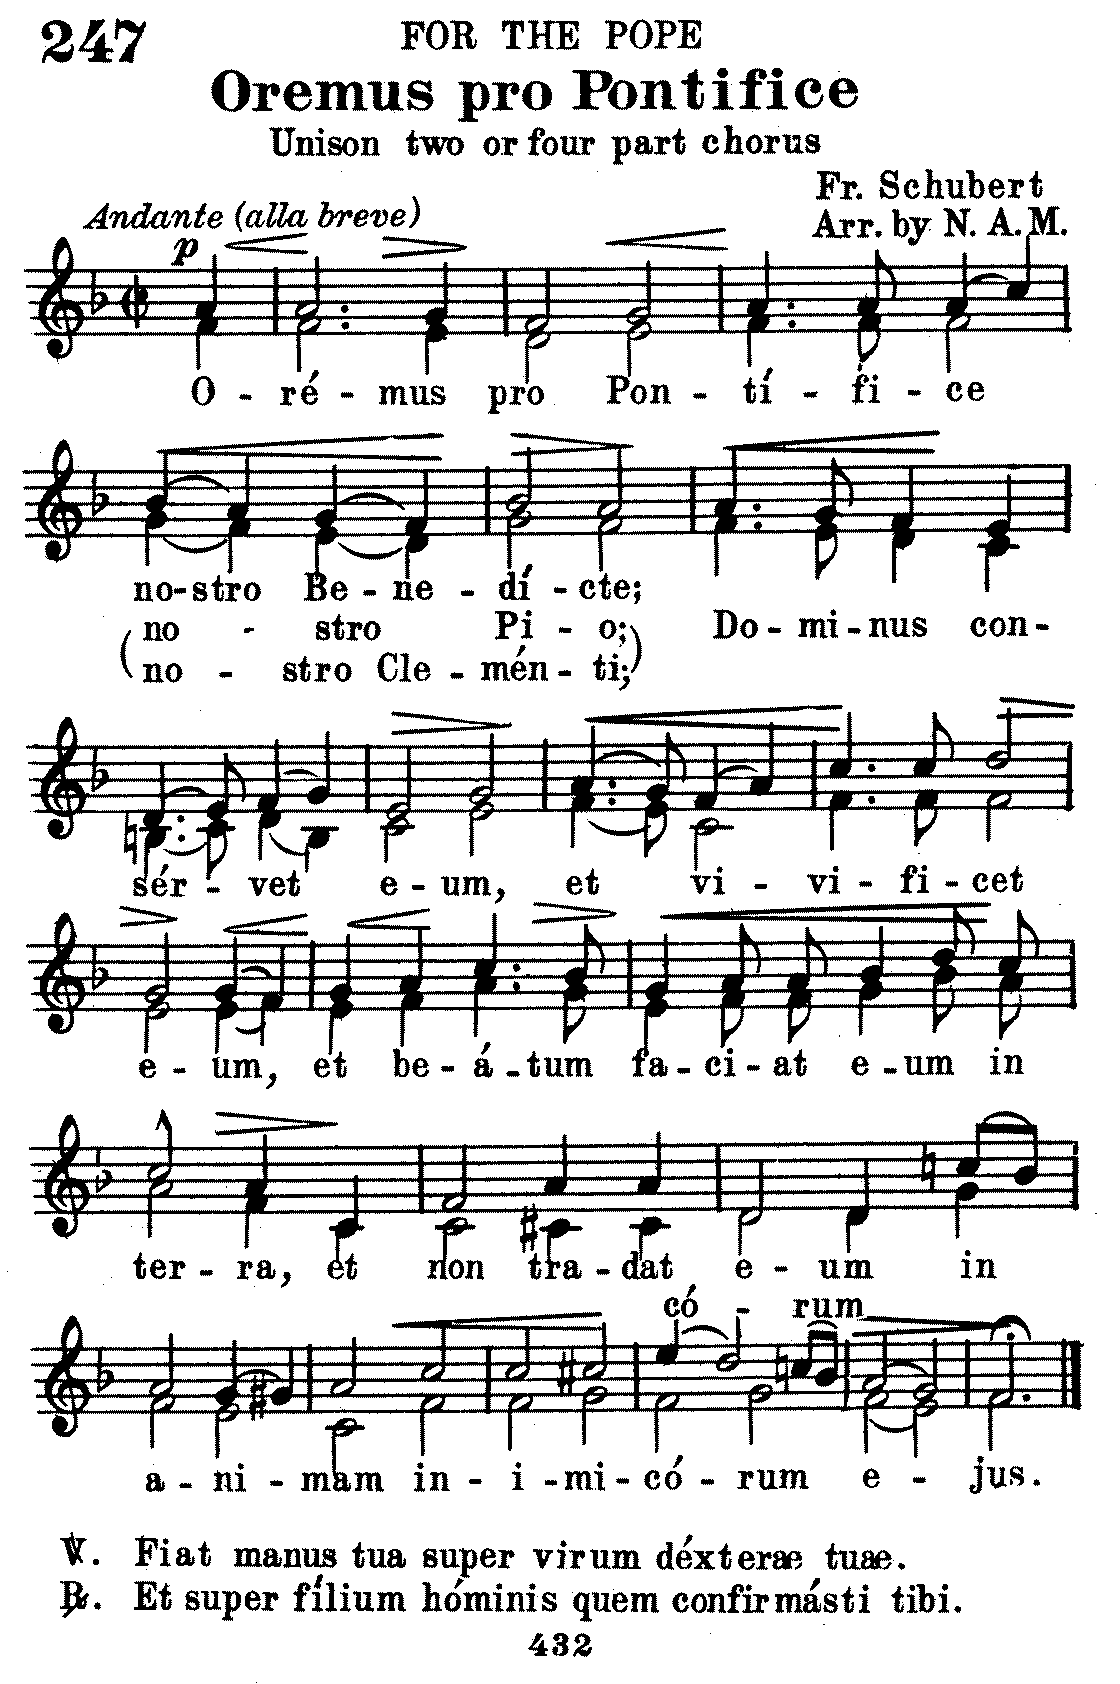 247 FOR THE POPE
Oremus pro Pontifice
Unison two or four part chorus
Fr. Schubert
Andante (alla breve) Arr. by N. A. M.
p
O - ré - mus pro Pon - tí - fi - ce
no - stro Be - ne - dí - cte;
(no - stro Pi - o;) Do - mi - nus con -
(no - stro Cle - mén - ti;)
sér - vet e - um, et vi - vi - fi - cet
e - um, et be - á - tum fa - ci - at e - um in
ter - ra, et non tra - dat e - um in
có - rum
a - ni - mam in - i - mi - có - rum e - jus.
℣. Fiat manus tua super virum déxteræ tuæ.
℟. Et super fílium hóminis quem confirmásti tibi.
432